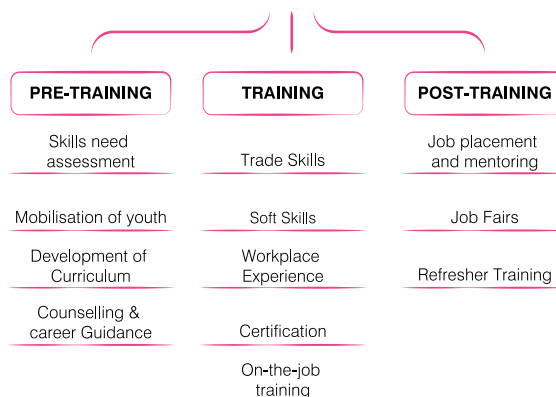 PRE-TRAINING
Skills need
assessment
Mobilisation of youth
Development of
Curriculum
Counselling &
career Guidance
TRAINING
Trade Skills
Soft Skills
Workplace
Experience
Certification
On-the-job
training
POST-TRAINING
Job placement
and mentoring
Job Fairs
Refresher Training